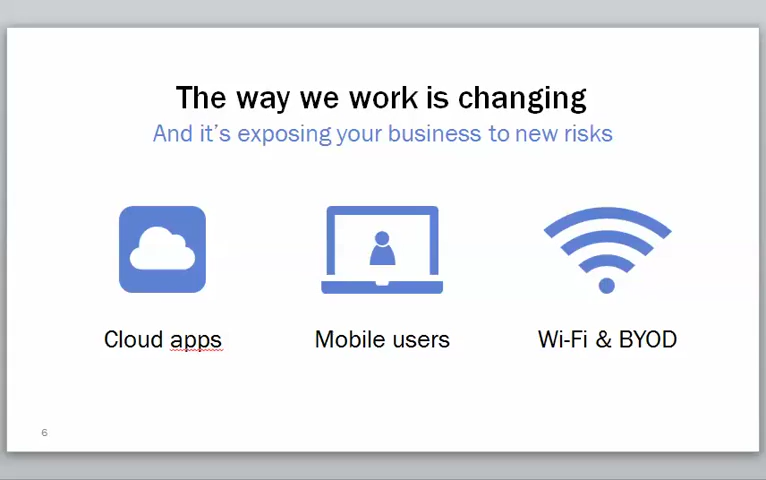 The way we work is changing
And it's exposing your business to new risks
Cloud apps
Mobile users
Wi-Fi & BYOD
6